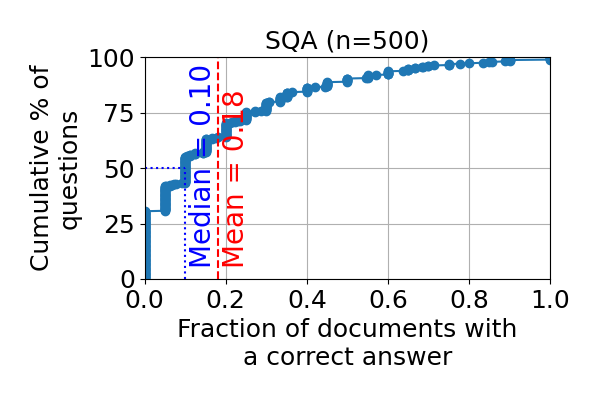 SQA (n=500)
Cumulative % of
questions
100
75
50
25
0
Median = 0.10
Mean = 0.18
0.0 0.2 0.4 0.6 0.8 1.0
Fraction of documents with
a correct answer